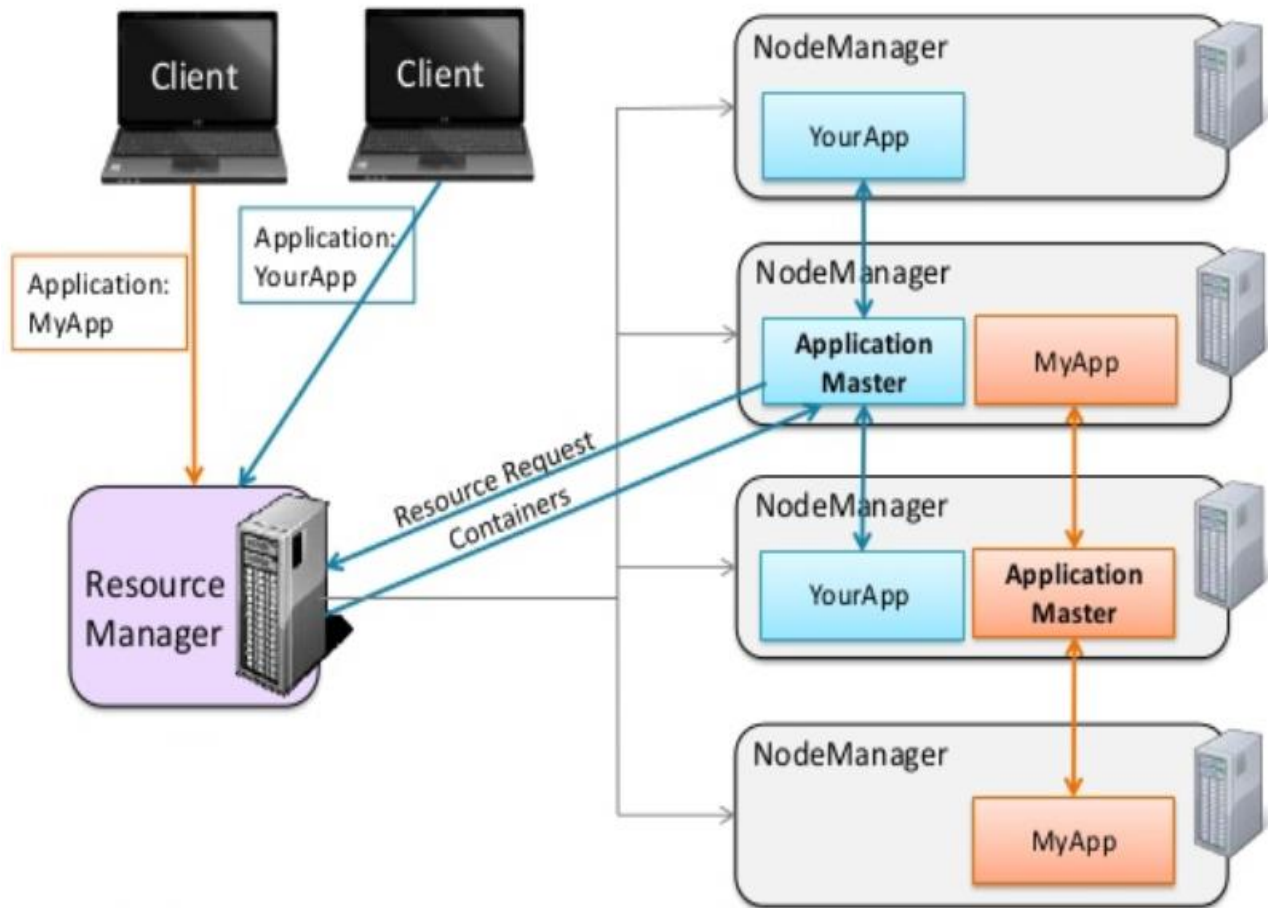 Client
Client
Application:
MyApp
Application:
YourApp
Resource
Manager
Resource Request
Containers
NodeManager
YourApp
NodeManager
Application
Master
MyApp
NodeManager
YourApp
Application
Master
NodeManager
MyApp